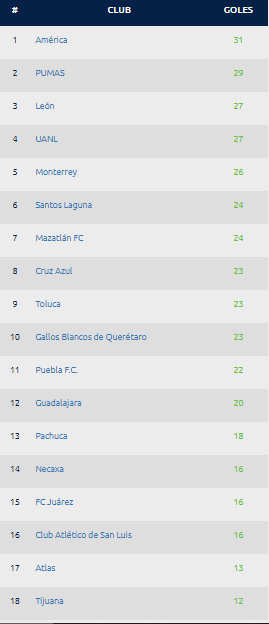 # CLUB GOLES
1 América 31
2 PUMAS 29
3 León 27
4 UANL 27
5 Monterrey 26
6 Santos Laguna 24
7 Mazatlán FC 24
8 Cruz Azul 23
9 Toluca 23
10 Gallos Blancos de Querétaro 23
11 Puebla F.C. 22
12 Guadalajara 20
13 Pachuca 18
14 Necaxa 16
15 FC Juárez 16
16 Club Atlético de San Luis 16
17 Atlas 13
18 Tijuana 12